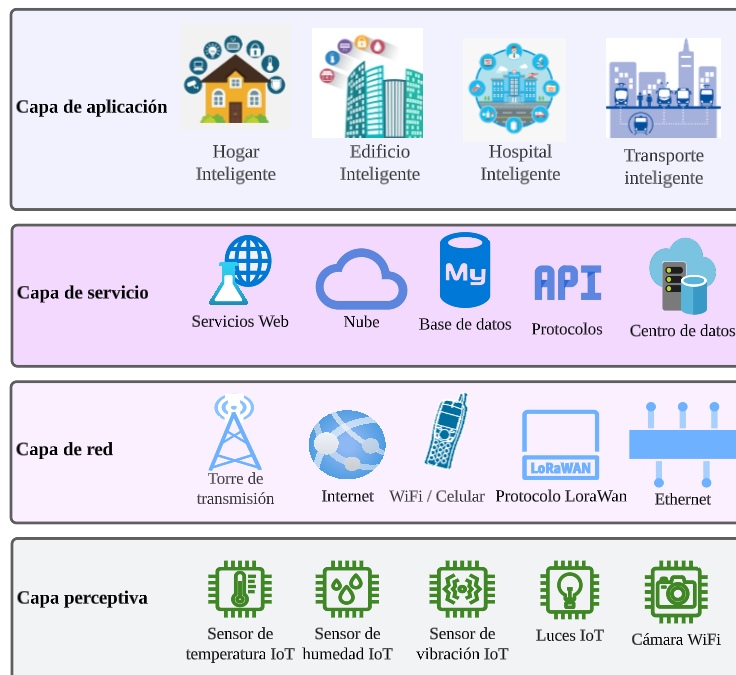 Capa de aplicación
Hogar
Inteligente
Edificio
Inteligente
Hospital
Inteligente
Transporte
inteligente
Capa de servicio
Servicios Web
Nube
My
Base de datos
API
Protocolos
Centro de datos
Capa de red
Torre de
transmisión
Internet
WiFi / Celular
LoRaWAN
Protocolo LoraWan
Ethernet
Capa perceptiva
Sensor de
temperatura IoT
Sensor de
humedad IoT
Sensor de
vibración IoT
Luces IoT
Cámara WiFi